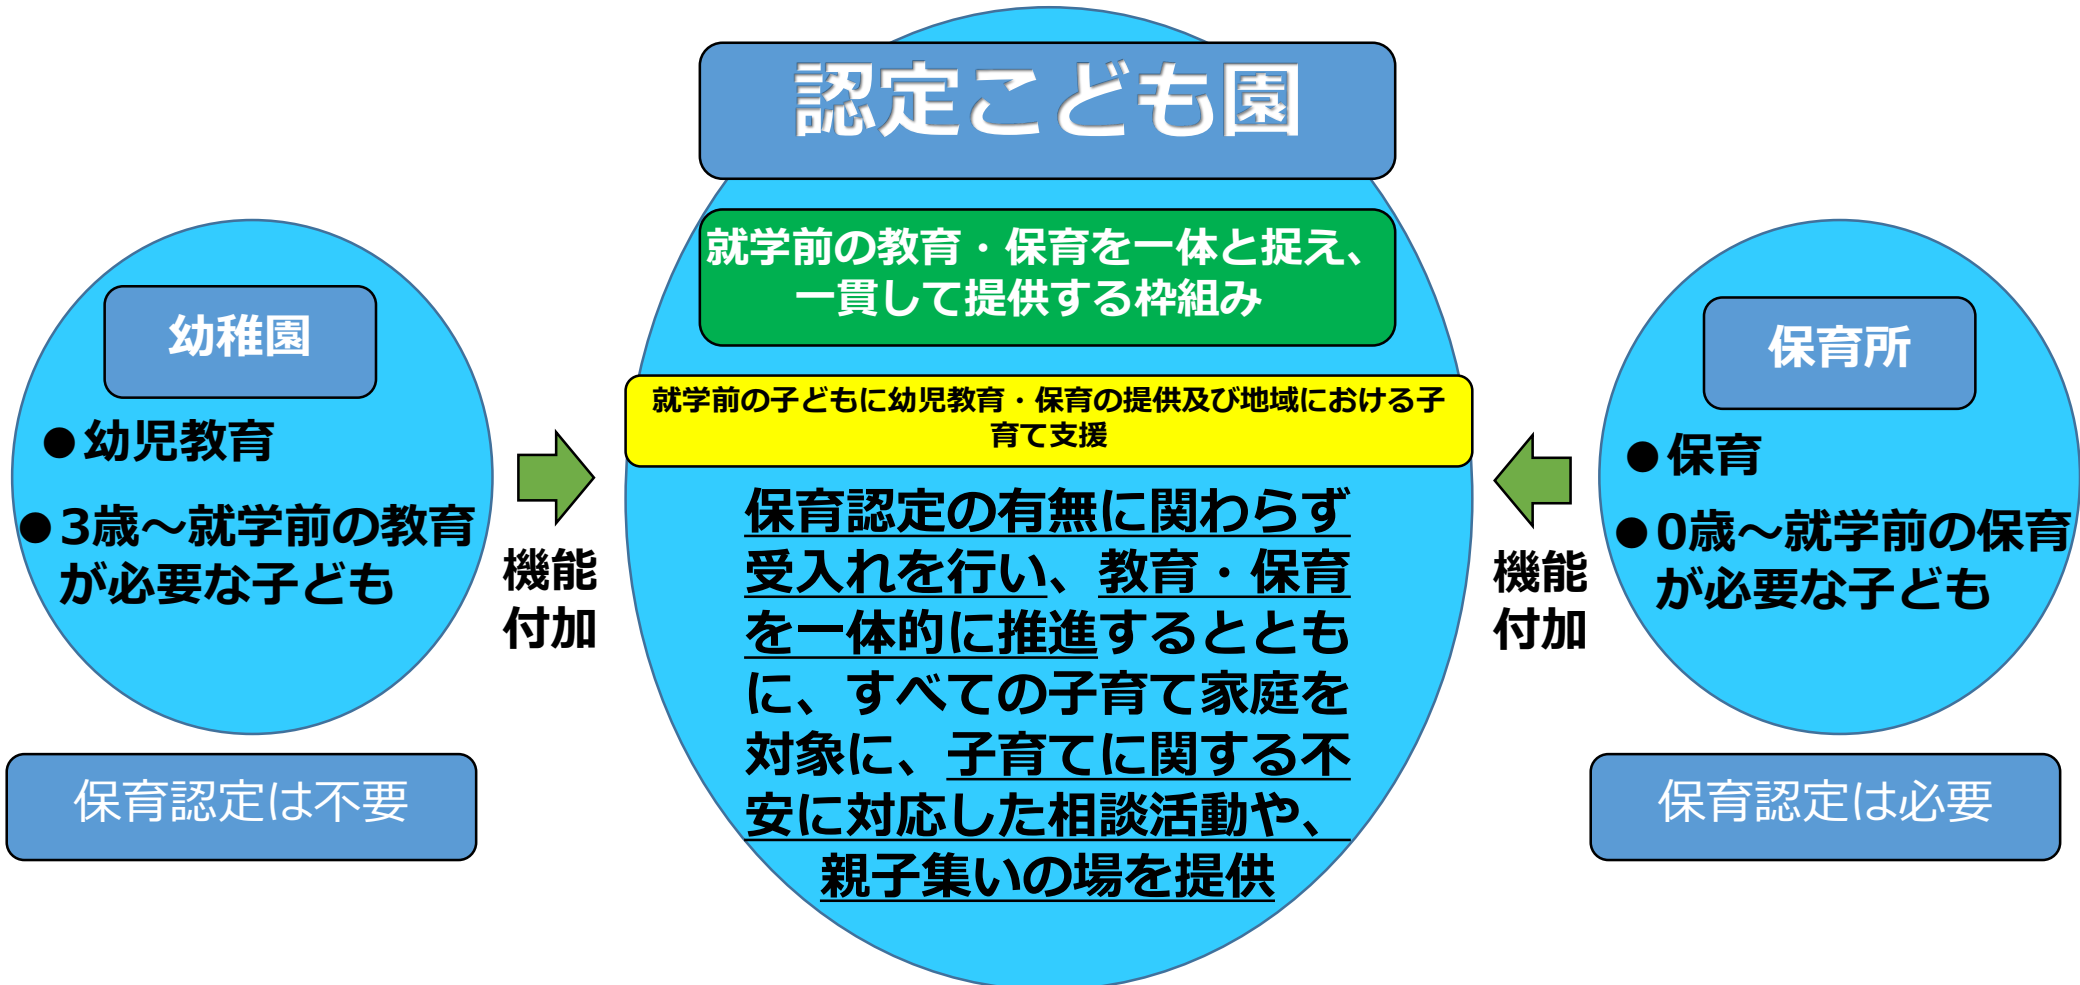 認定こども園
就学前の教育・保育を一体と捉え、
一貫して提供する枠組み
就学前の子どもに幼児教育・保育の提供及び地域における子
育て支援
保育認定の有無に関わらず
受入れを行い、教育・保育
を一体的に推進するととも
に、すべての子育て家庭を
対象に、子育てに関する不
安に対応した相談活動や、
親子集いの場を提供
幼稚園
●幼児教育
●3歳～就学前の教育
が必要な子ども
保育認定は不要
機能
付加
保育所
●保育
●0歳～就学前の保育
が必要な子ども
保育認定は必要
機能
付加